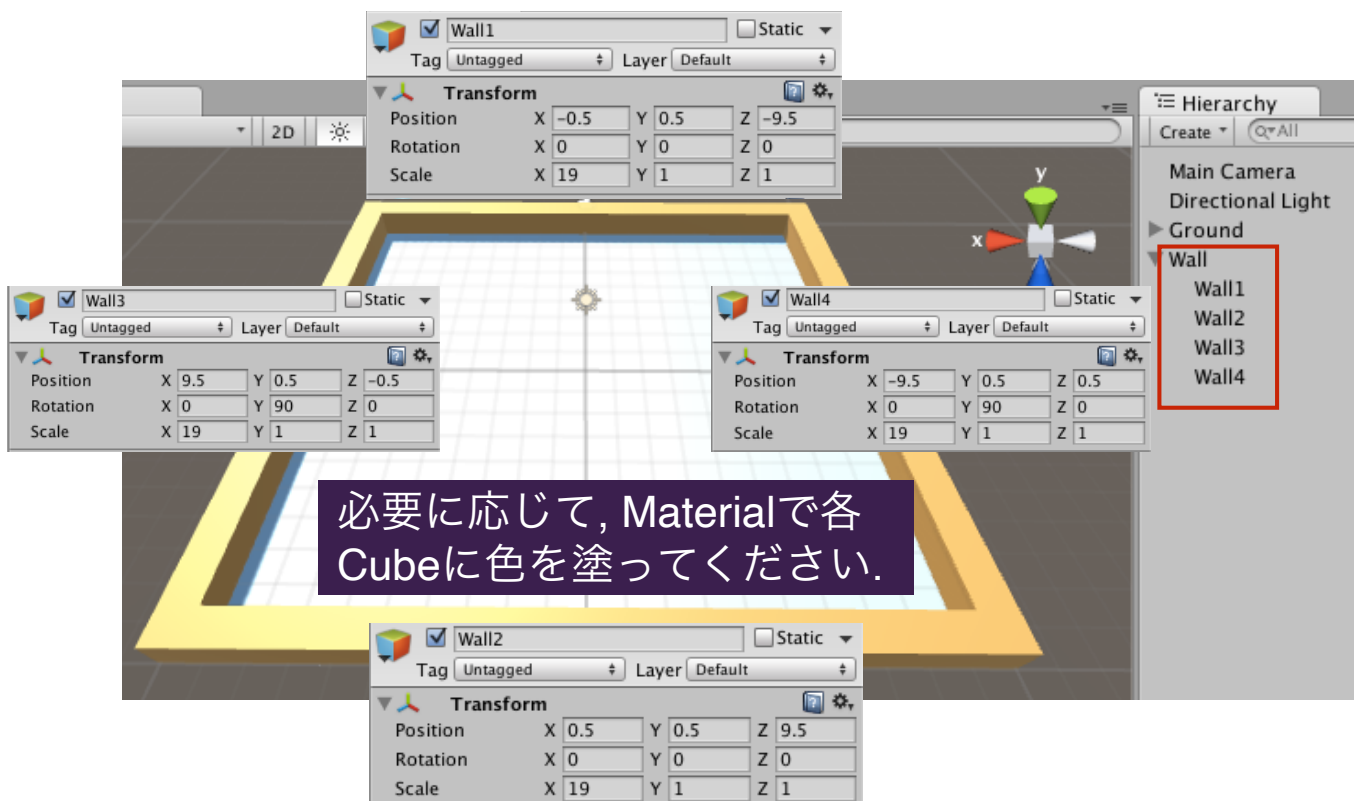 Wall1 Static
Tag Untagged Layer Default
Transform
Position X -0.5 Y 0.5 Z -9.5
Rotation X 0 Y 0 Z 0
Scale X 19 Y 1 Z 1
2D
y
x
Hierarchy
Create All
Main Camera
Directional Light
Ground
Wall
Wall1
Wall2
Wall3
Wall4
Wall3 Static
Tag Untagged Layer Default
Transform
Position X 9.5 Y 0.5 Z -0.5
Rotation X 0 Y 90 Z 0
Scale X 19 Y 1 Z 1
Wall4 Static
Tag Untagged Layer Default
Transform
Position X -9.5 Y 0.5 Z 0.5
Rotation X 0 Y 90 Z 0
Scale X 19 Y 1 Z 1
必要に応じて, Materialで各
Cubeに色を塗ってください.
Wall2 Static
Tag Untagged Layer Default
Transform
Position X 0.5 Y 0.5 Z 9.5
Rotation X 0 Y 0 Z 0
Scale X 19 Y 1 Z 1